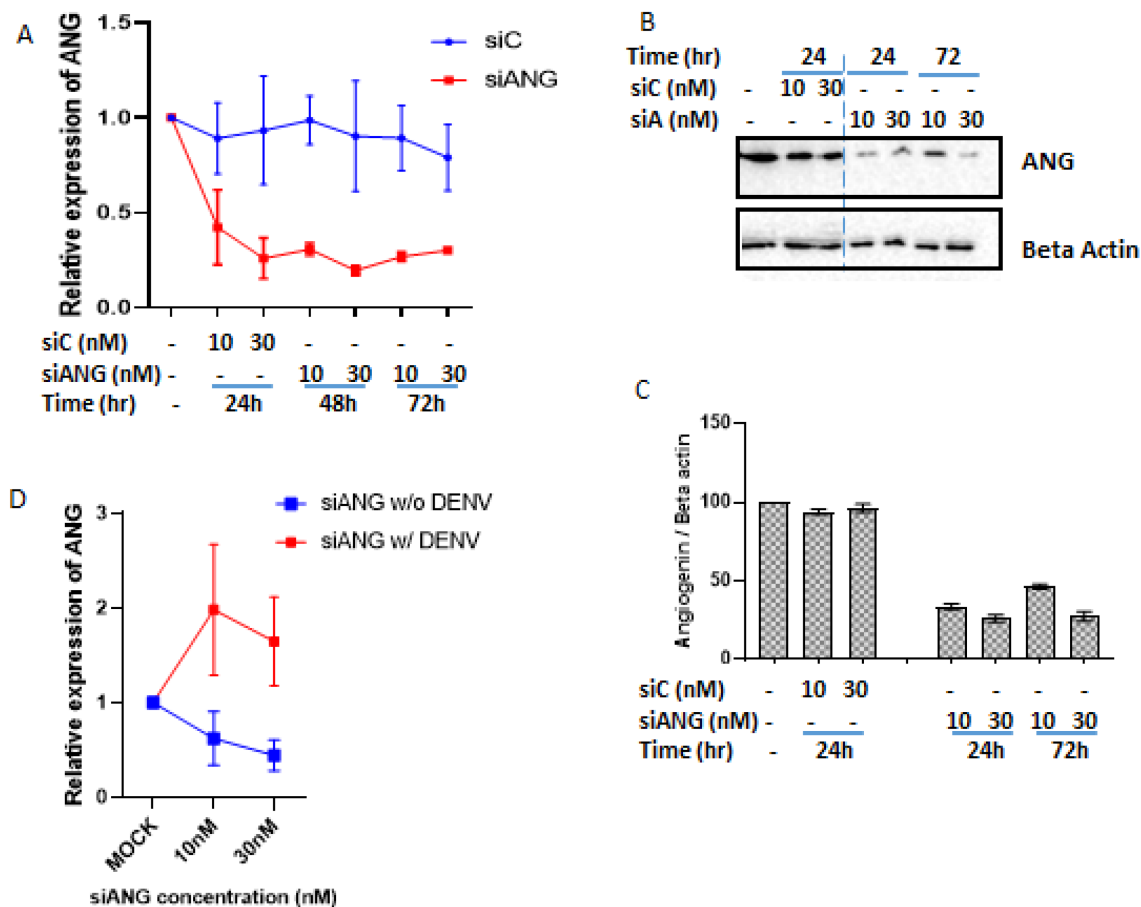 A
Relative expression of ANG
1.5
1.0
0.5
0.0
siC
siANG
siC (nM) - 10 30 - - - -
siANG (nM) - - - 10 30 10 30
Time (hr) - 24h 48h 72h
B
Time (hr) 24 24 72
siC (nM) - 10 30 - - - -
siA (nM) - - - 10 30 10 30
ANG
Beta Actin
C
Angiogenin / Beta actin
150
100
50
0
siC (nM) - 10 30 - - - -
siANG (nM) - - - 10 30 10 30
Time (hr) - 24h 24h 72h
D
Relative expression of ANG
3
2
1
0
siANG w/o DENV
siANG w/ DENV
MOCK
10nM
30nM
siANG concentration (nM)